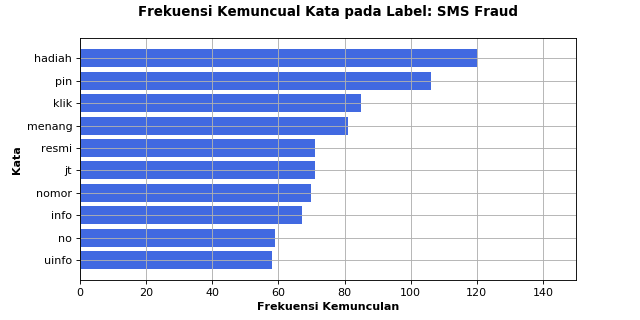 Frekuensi Kemuncual Kata pada Label: SMS Fraud
Kata
hadiah
pin
klik
menang
resmi
jt
nomor
info
no
uinfo
0 20 40 60 80 100 120 140
Frekuensi Kemunculan